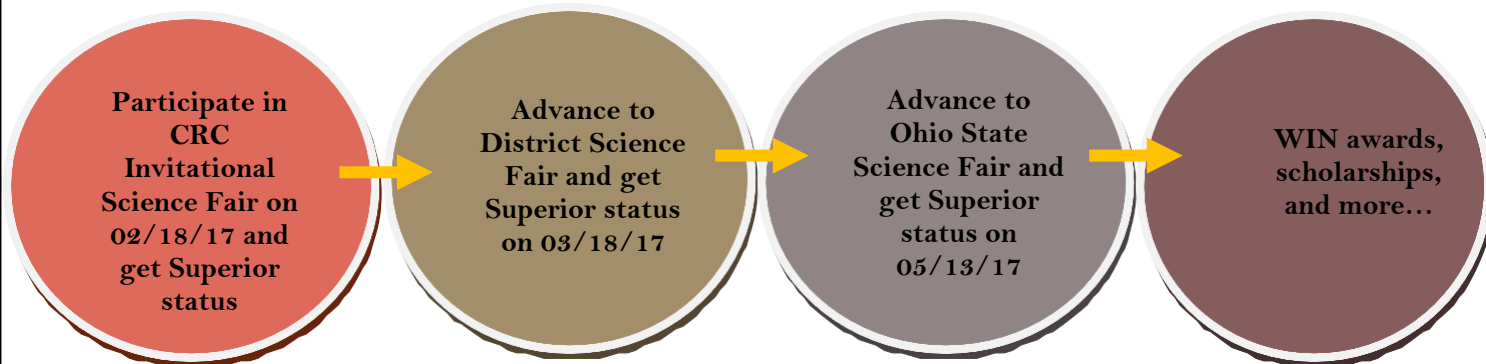 Participate in
CRC
Invitational
Science Fair on
02/18/17 and
get Superior
status
Advance to
District Science
Fair and get
Superior status
on 03/18/17
Advance to
Ohio State
Science Fair and
get Superior
status on
05/13/17
WIN awards,
scholarships,
and more…